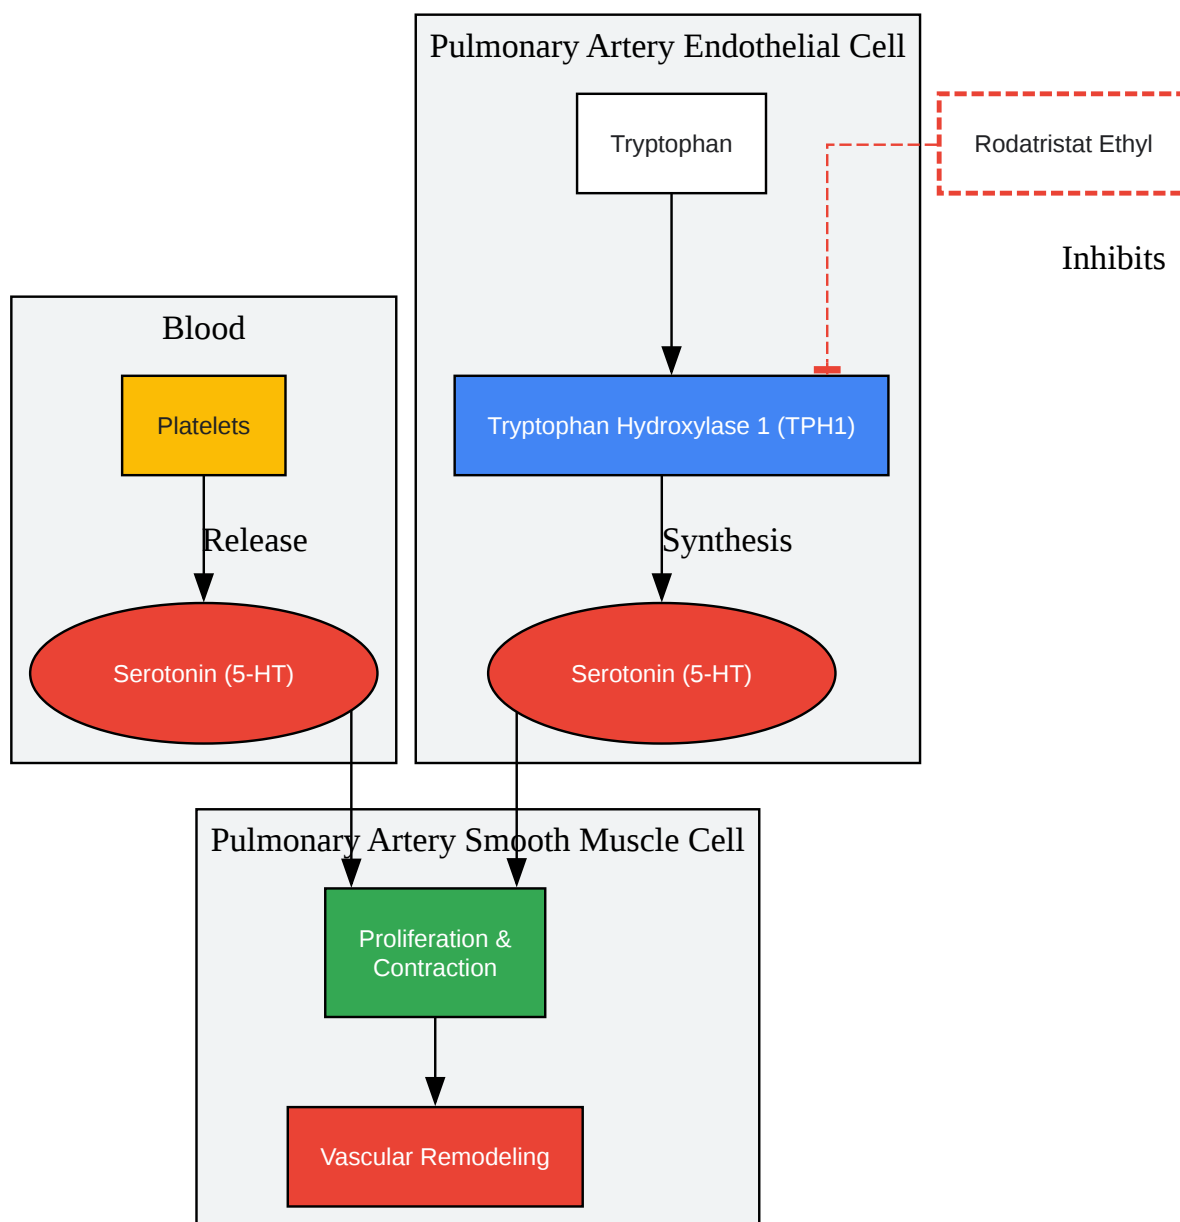 Pulmonary Artery Endothelial Cell
Tryptophan
Rodatristat Ethyl
Inhibits
Blood
Platelets
Tryptophan Hydroxylase 1 (TPH1)
Release
Synthesis
Serotonin (5-HT)
Serotonin (5-HT)
Pulmonary Artery Smooth Muscle Cell
Proliferation &
Contraction
Vascular Remodeling